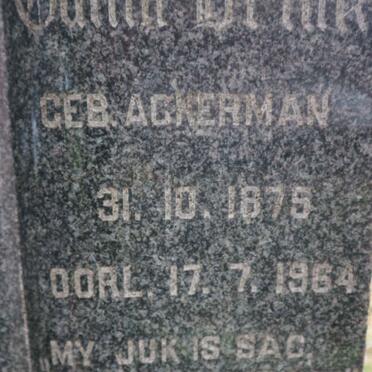 GEB. ACKERMAN
31. 10. 1875
OORL. 17. 7. 1964
„MY JUK IS SAG,